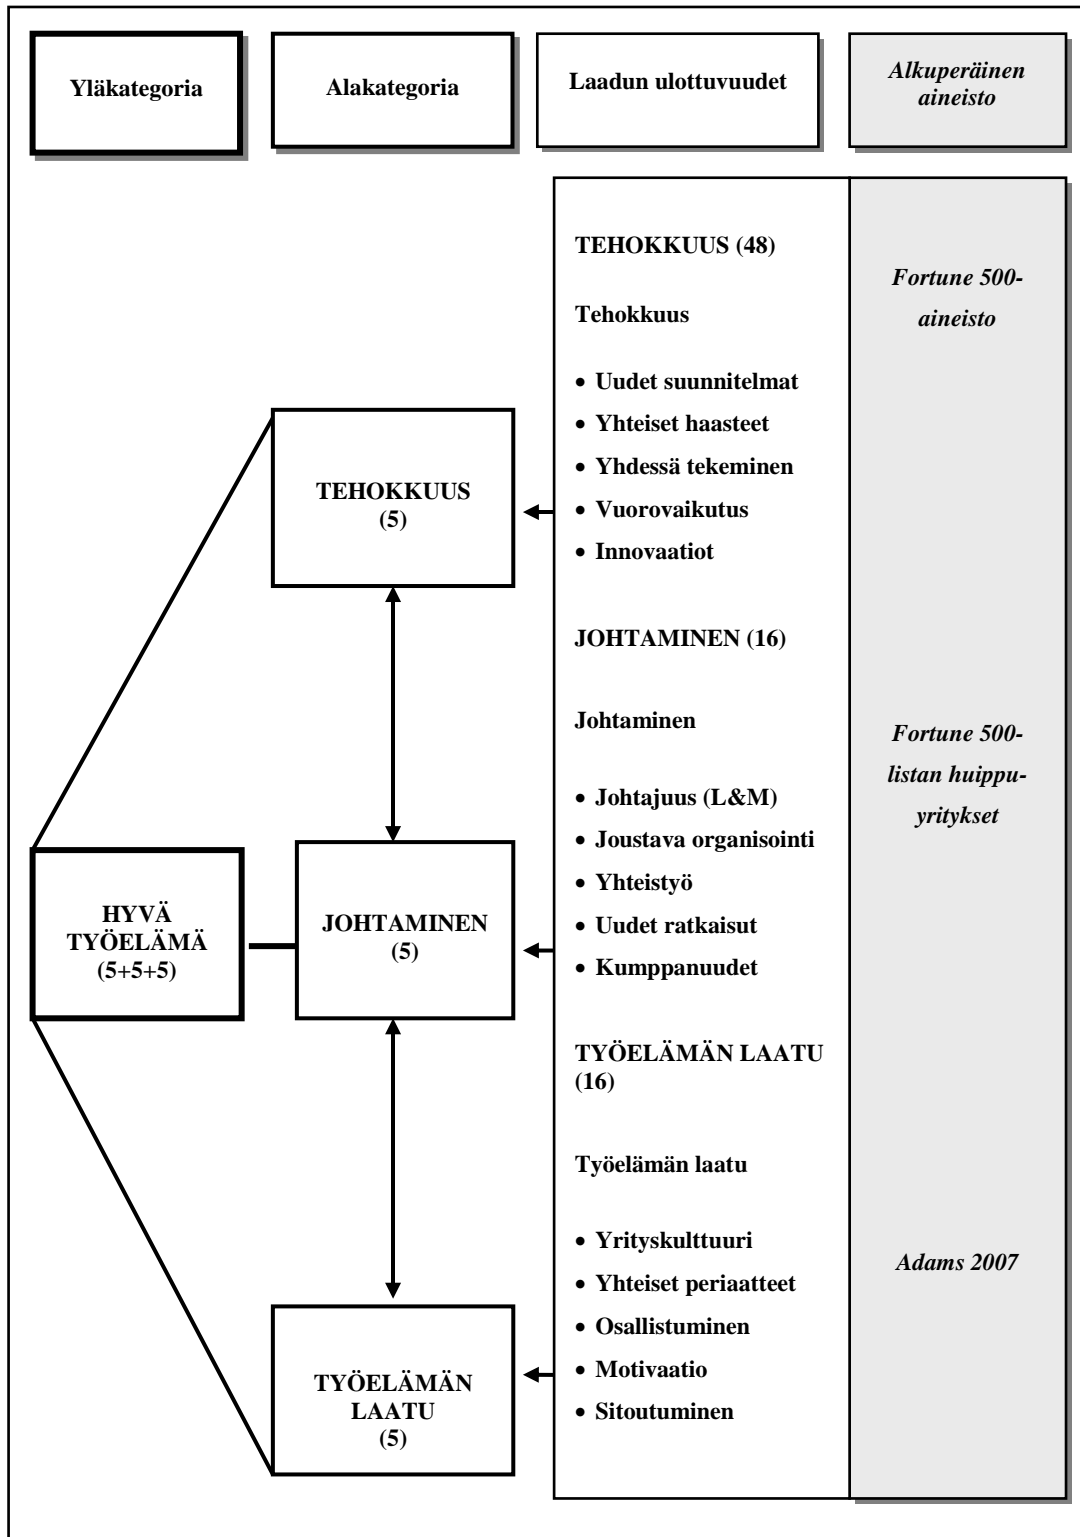 Yläkategoria
Alakategoria
Laadun ulottuvuudet
Alkuperäinen
aineisto
TEHOKKUUS (48)
Tehokkuus
• Uudet suunnitelmat
• Yhteiset haasteet
• Yhdessä tekeminen
• Vuorovaikutus
• Innovaatiot
JOHTAMINEN (16)
Johtaminen
• Johtajuus (L&M)
• Joustava organisointi
• Yhteistyö
• Uudet ratkaisut
• Kumppanuudet
TYÖELÄMÄN LAATU
(16)
Työelämän laatu
• Yrityskulttuuri
• Yhteiset periaatteet
• Osallistuminen
• Motivaatio
• Sitoutuminen
Fortune 500-
aineisto
Fortune 500-
listan huippu-
yritykset
Adams 2007
TEHOKKUUS
(5)
HYVÄ
TYÖELÄMÄ
(5+5+5)
JOHTAMINEN
(5)
TYÖELÄMÄN
LAATU
(5)